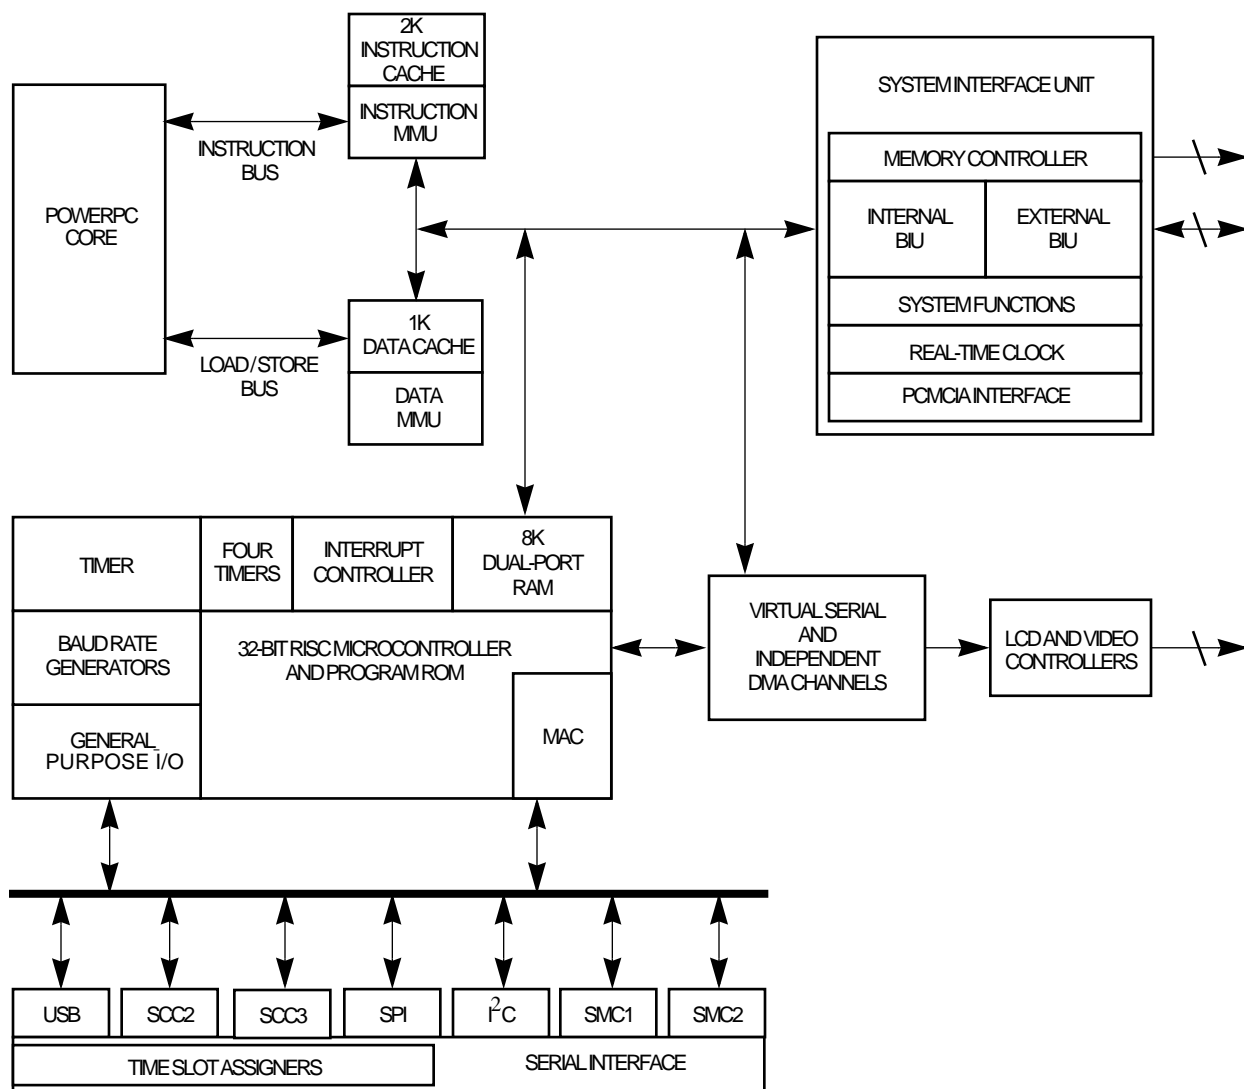 2K
INSTRUCTION
CACHE
INSTRUCTION
MMU
POWERPC
CORE
INSTRUCTION
BUS
LOAD/STORE
BUS
1K
DATA CACHE
DATA
MMU
SYSTEM INTERFACE UNIT
MEMORY CONTROLLER
INTERNAL
BIU
EXTERNAL
BIU
SYSTEM FUNCTIONS
REAL-TIME CLOCK
PCMCIA INTERFACE
TIMER
FOUR
TIMERS
INTERRUPT
CONTROLLER
8K
DUAL-PORT
RAM
BAUD RATE
GENERATORS
32-BIT RISC MICROCONTROLLER
AND PROGRAM ROM
GENERAL
PURPOSE I/O
MAC
VIRTUAL SERIAL
AND
INDEPENDENT
DMA CHANNELS
LCD AND VIDEO
CONTROLLERS
USB
SCC2
SCC3
SPI
I²C
SMC1
SMC2
TIME SLOT ASSIGNERS
SERIAL INTERFACE